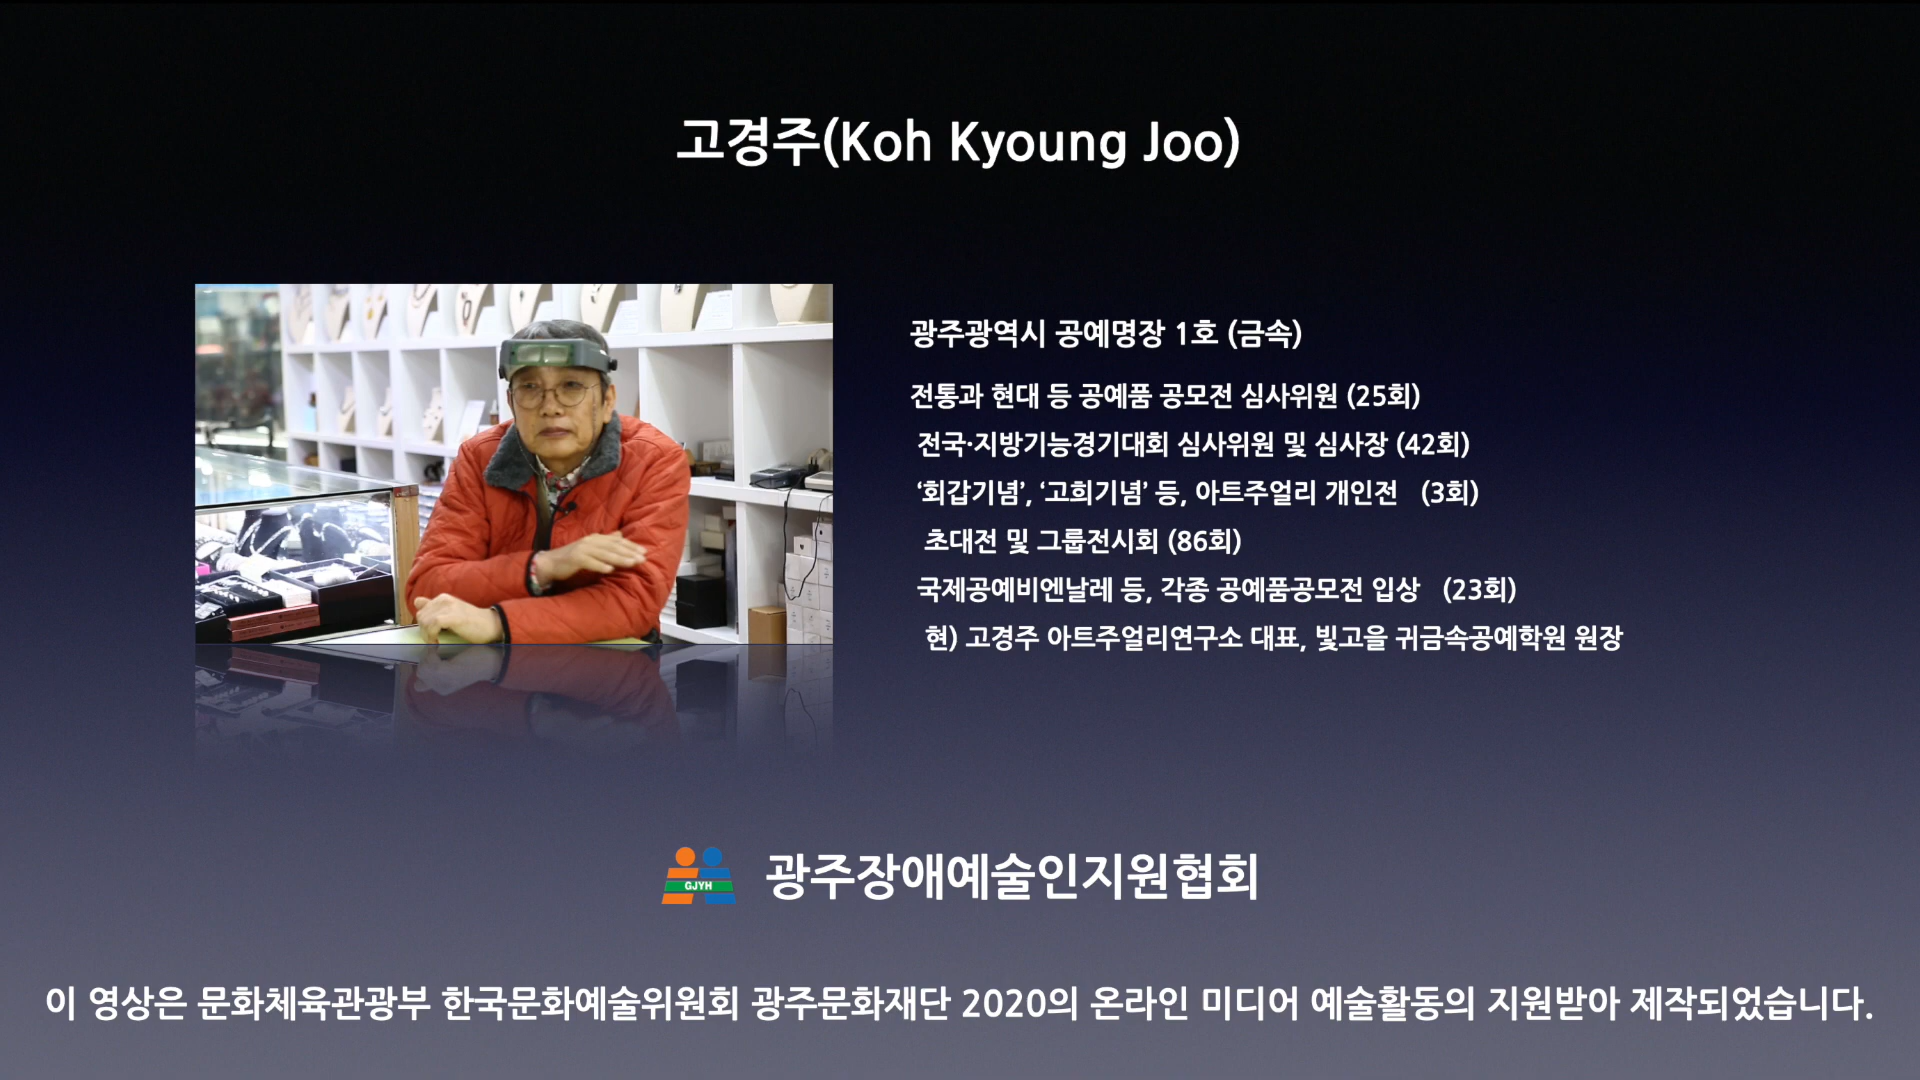 고경주(Koh Kyoung Joo)
광주광역시 공예명장 1호 (금속)
전통과 현대 등 공예품 공모전 심사위원 (25회)
전국·지방기능경기대회 심사위원 및 심사장 (42회)
‘회갑기념’, ‘고희기념’ 등, 아트주얼리 개인전 (3회)
초대전 및 그룹전시회 (86회)
국제공예비엔날레 등, 각종 공예품공모전 입상 (23회)
현) 고경주 아트주얼리연구소 대표, 빛고을 귀금속공예학원 원장
GJYH 광주장애예술인지원협회
이 영상은 문화체육관광부 한국문화예술위원회 광주문화재단 2020의 온라인 미디어 예술활동의 지원받아 제작되었습니다.